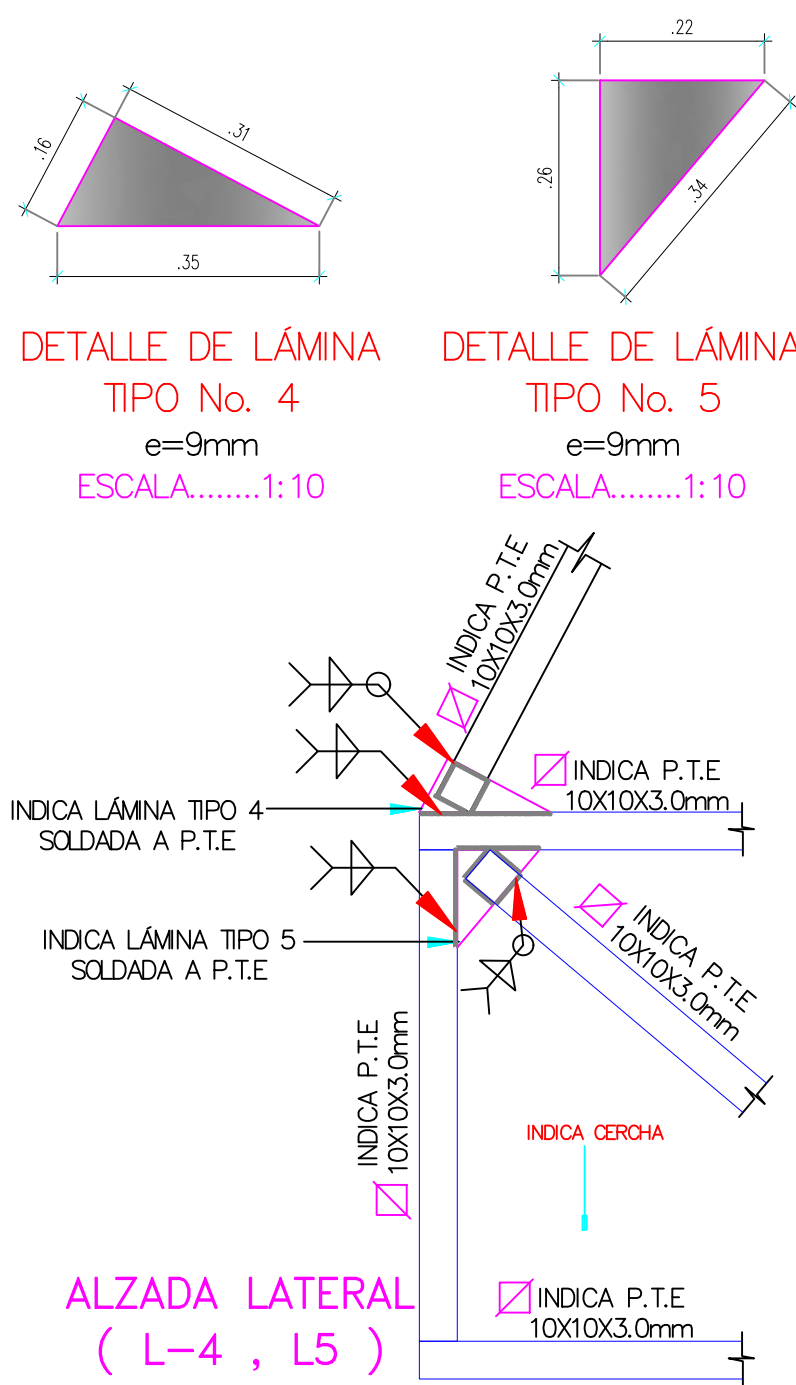 .16
.31
.35
.22
.26
.34
DETALLE DE LÁMINA
TIPO No. 4
e=9mm
ESCALA........1:10
DETALLE DE LÁMINA
TIPO No. 5
e=9mm
ESCALA........1:10
INDICA P.T.E
10X10X3.0mm
INDICA P.T.E
10X10X3.0mm
INDICA LÁMINA TIPO 4
SOLDADA A P.T.E
INDICA LÁMINA TIPO 5
SOLDADA A P.T.E
INDICA P.T.E
10X10X3.0mm
INDICA P.T.E
10X10X3.0mm
INDICA CERCHA
ALZADA LATERAL
( L-4 , L5 )
INDICA P.T.E
10X10X3.0mm